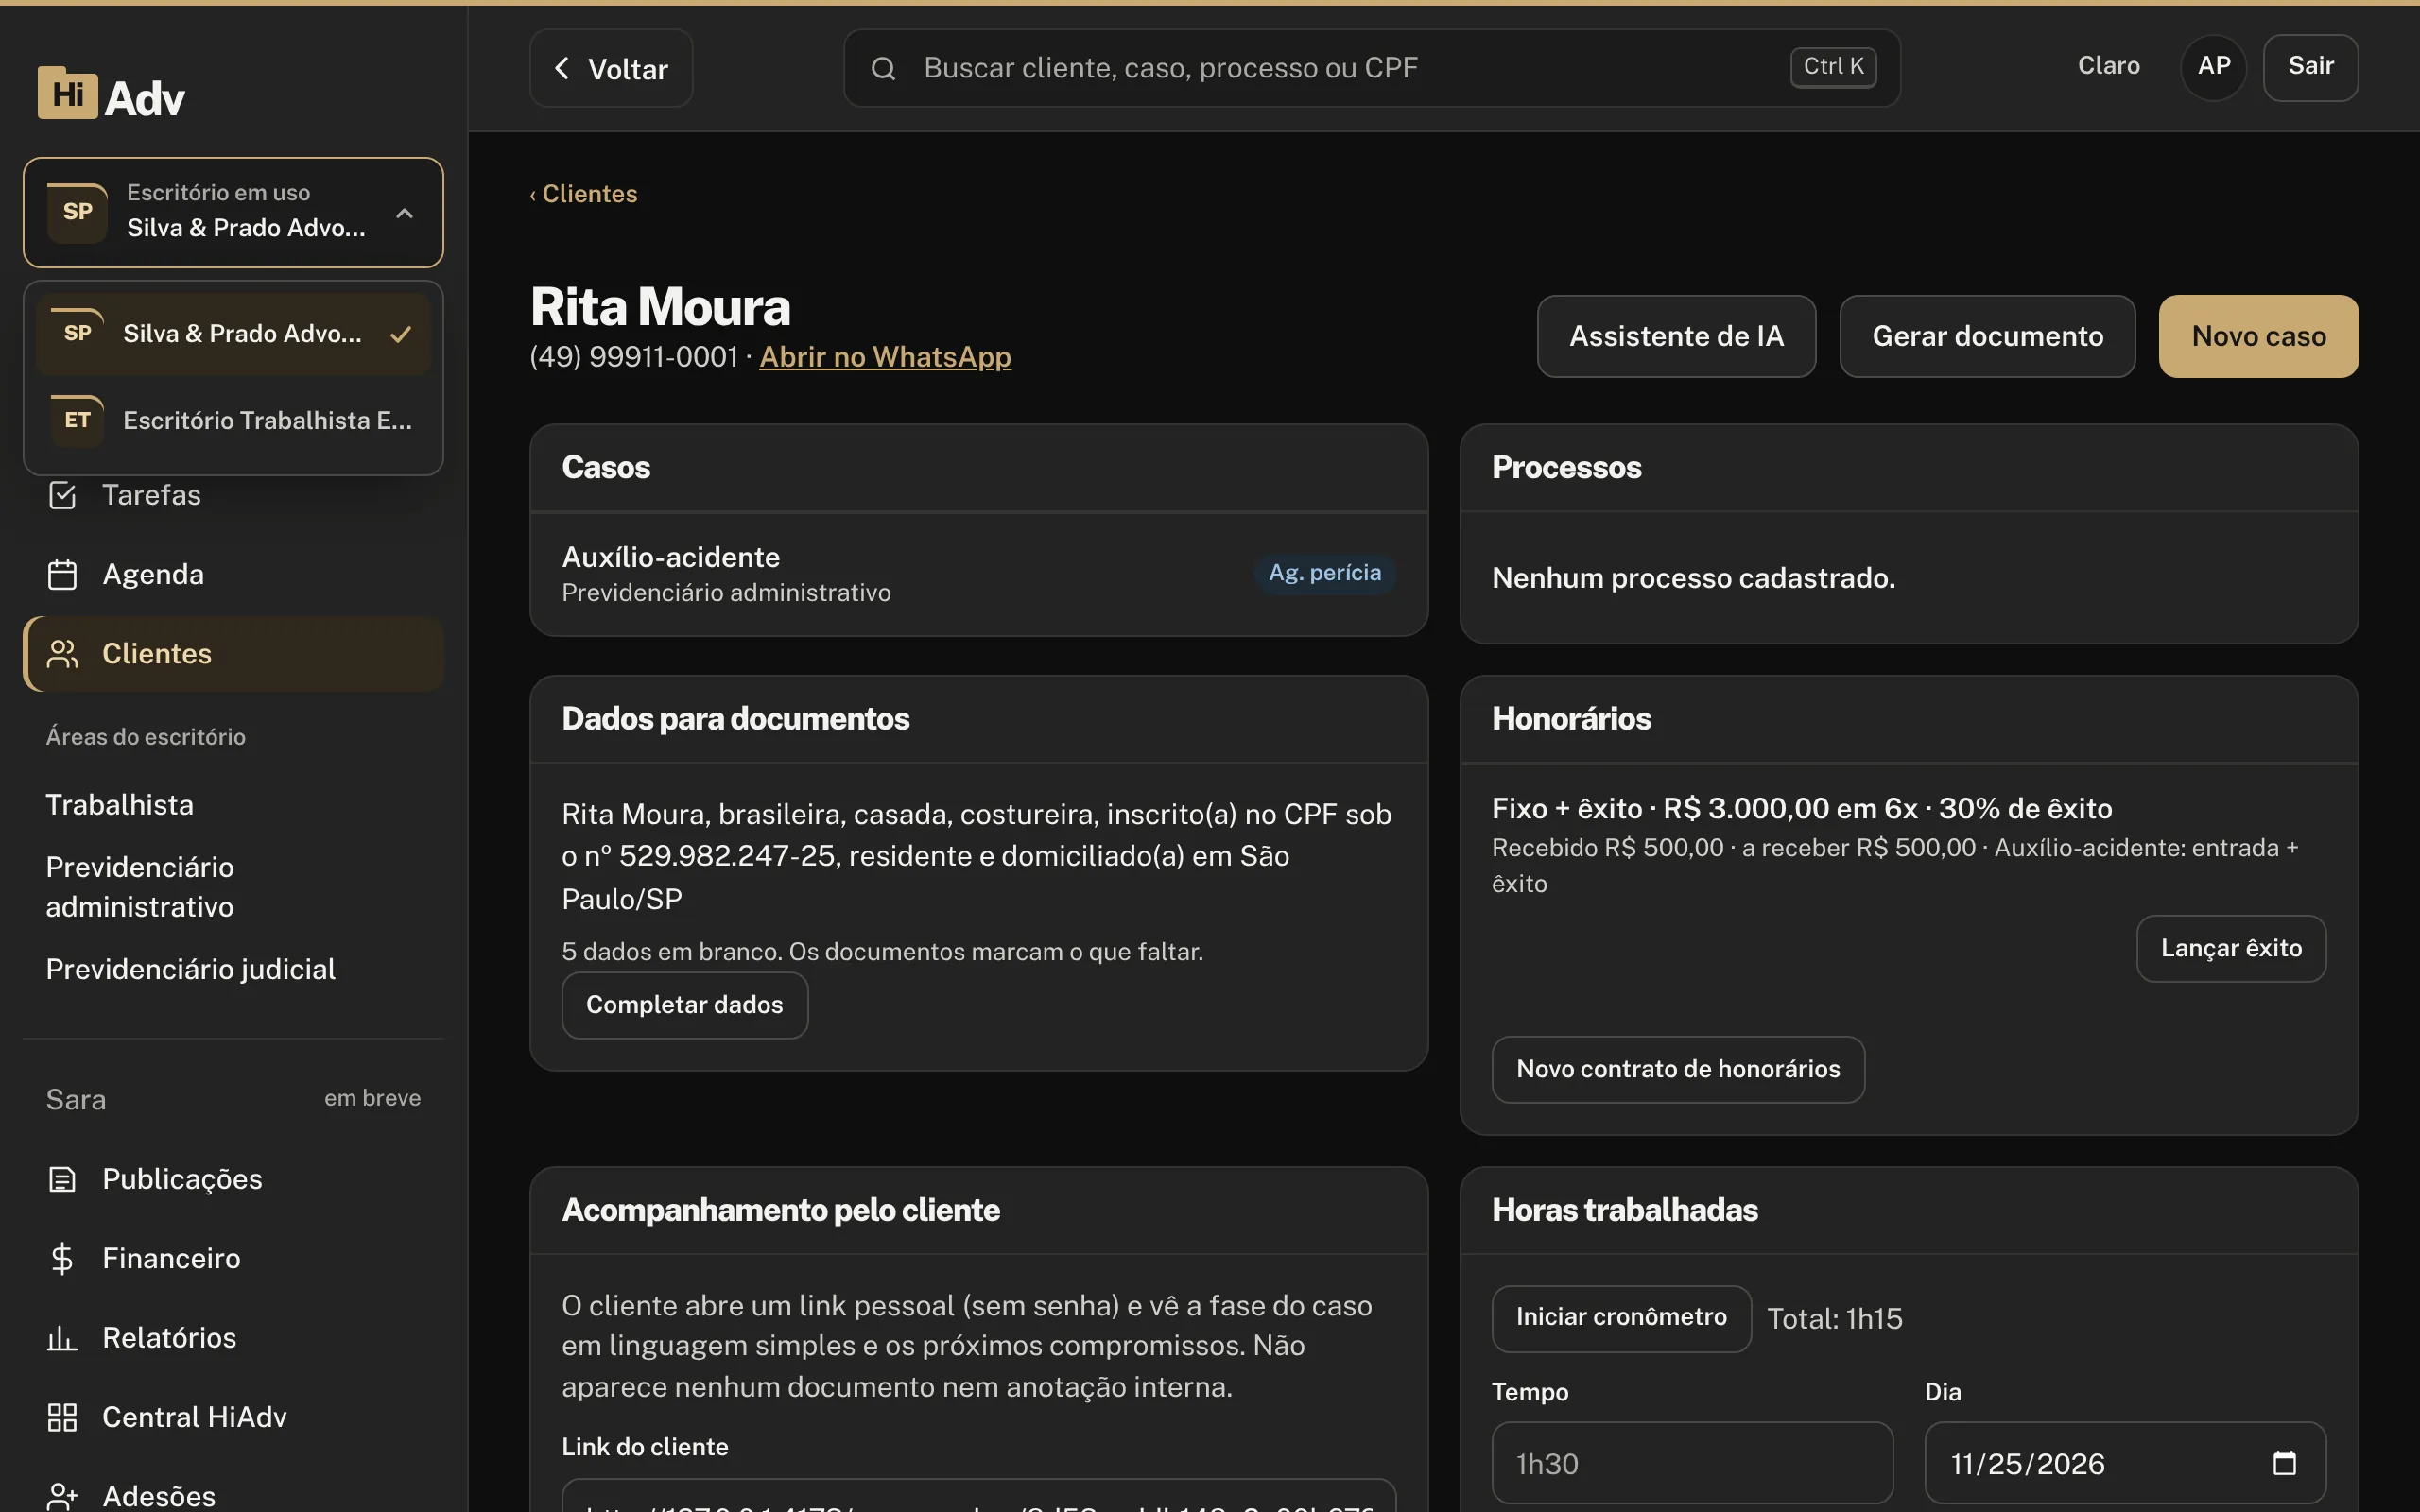 Hi Adv
Escritório em uso
SP
Silva & Prado Advo...
SP Silva & Prado Advo...
ET Escritório Trabalhista E...
Tarefas
Agenda
Clientes
Áreas do escritório
Trabalhista
Previdenciário
administrativo
Previdenciário judicial
Sara em breve
Publicações
Financeiro
Relatórios
Central HiAdv
Adesões
Voltar
Buscar cliente, caso, processo ou CPF
Ctrl K
Claro
AP
Sair
‹ Clientes
Rita Moura
(49) 99911-0001 · Abrir no WhatsApp
Assistente de IA
Gerar documento
Novo caso
Casos
Auxílio-acidente
Previdenciário administrativo
Ag. perícia
Processos
Nenhum processo cadastrado.
Dados para documentos
Rita Moura, brasileira, casada, costureira, inscrito(a) no CPF sob
o nº 529.982.247-25, residente e domiciliado(a) em São
Paulo/SP
5 dados em branco. Os documentos marcam o que faltar.
Completar dados
Honorários
Fixo + êxito · R$ 3.000,00 em 6x · 30% de êxito
Recebido R$ 500,00 · a receber R$ 500,00 · Auxílio-acidente: entrada +
êxito
Lançar êxito
Novo contrato de honorários
Acompanhamento pelo cliente
O cliente abre um link pessoal (sem senha) e vê a fase do caso
em linguagem simples e os próximos compromissos. Não
aparece nenhum documento nem anotação interna.
Link do cliente
Horas trabalhadas
Iniciar cronômetro
Total: 1h15
Tempo
1h30
Dia
11/25/2026